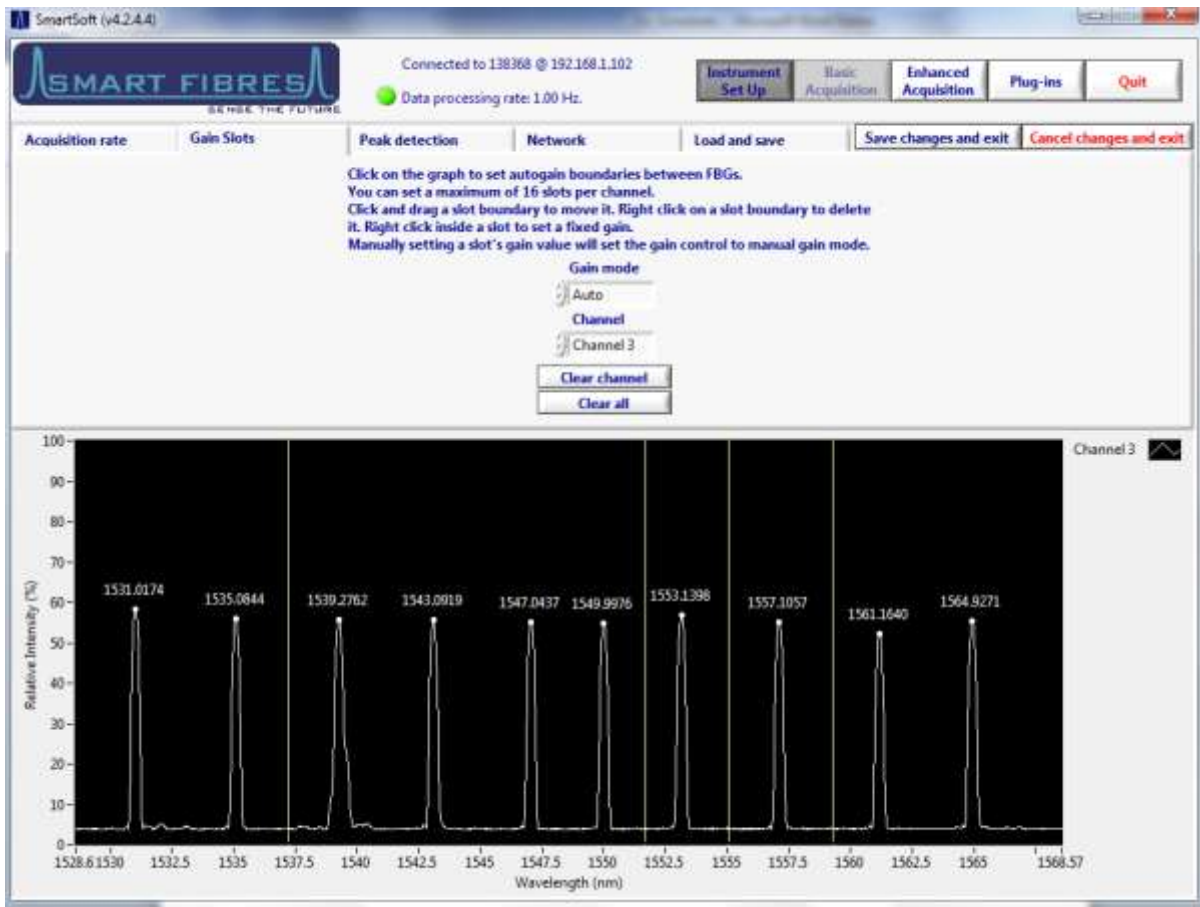 SmartSoft (v4.2.4.4)
SMART FIBRES
SENSE THE FUTURE
Connected to 138368 @ 192.168.1.102
Data processing rate: 1.00 Hz.
Instrument Set Up
Basic Acquisition
Enhanced Acquisition
Plug-ins
Quit
Acquisition rate
Gain Slots
Peak detection
Network
Load and save
Save changes and exit
Cancel changes and exit
Click on the graph to set autogain boundaries between FBGs.
You can set a maximum of 16 slots per channel.
Click and drag a slot boundary to move it. Right click on a slot boundary to delete
it. Right click inside a slot to set a fixed gain.
Manually setting a slot's gain value will set the gain control to manual gain mode.
Gain mode
Auto
Channel
Channel 3
Clear channel
Clear all
Channel 3
Relative Intensity (%)
100
90
80
70
60
50
40
30
20
10
0
1531.0174
1535.0844
1539.2762
1543.0919
1547.0437
1549.9976
1553.1398
1557.1057
1561.1640
1564.9271
1528.6 1530 1532.5 1535 1537.5 1540 1542.5 1545 1547.5 1550 1552.5 1555 1557.5 1560 1562.5 1565 1568.57
Wavelength (nm)